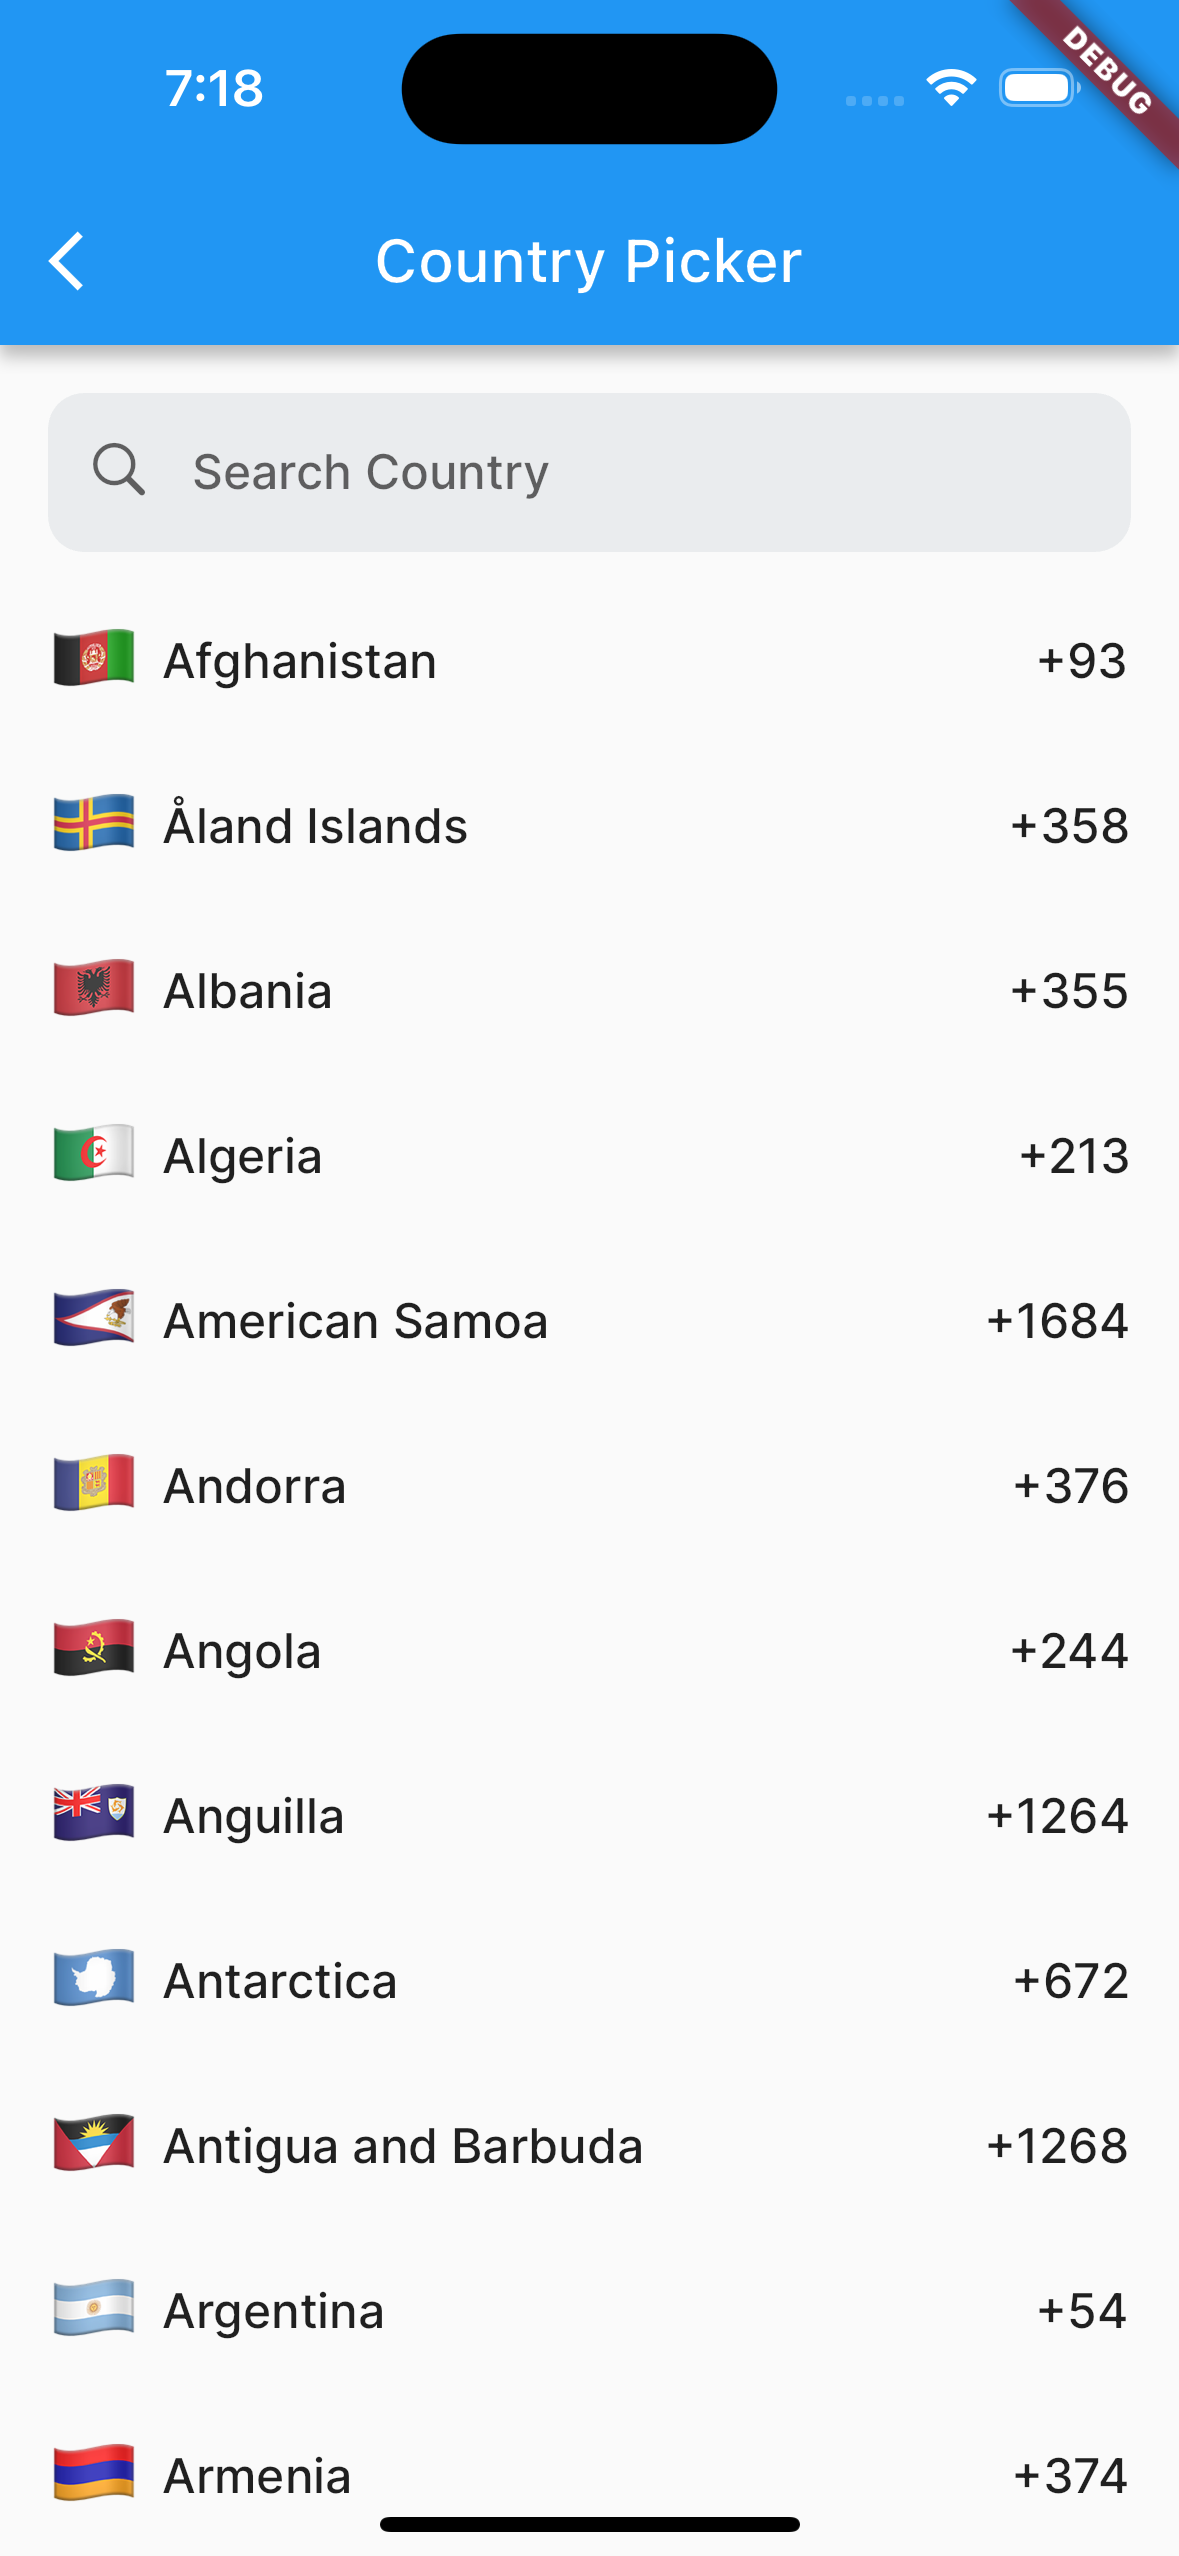 7:18
DEBUG
Country Picker
Search Country
Afghanistan +93
Åland Islands +358
Albania +355
Algeria +213
American Samoa +1684
Andorra +376
Angola +244
Anguilla +1264
Antarctica +672
Antigua and Barbuda +1268
Argentina +54
Armenia +374